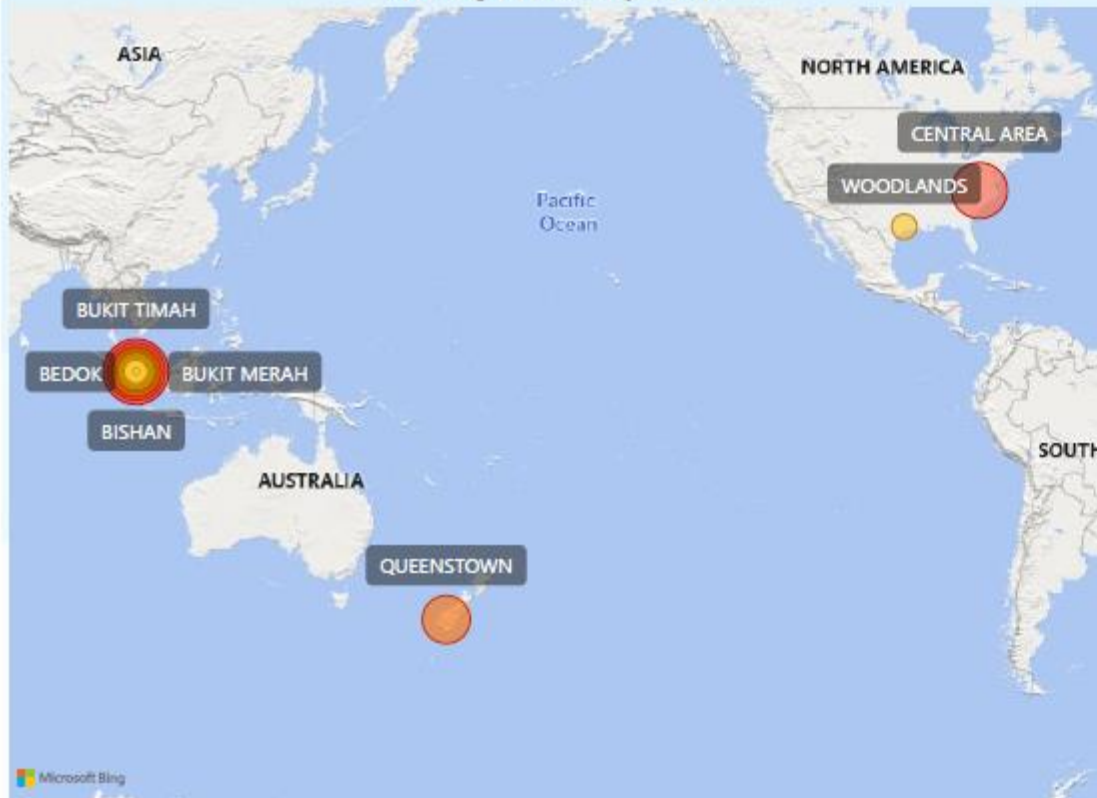 ASIA
NORTH AMERICA
CENTRAL AREA
WOODLANDS
Pacific
Ocean
BUKIT TIMAH
BEDOK
BUKIT MERAH
BISHAN
SOUTH
AUSTRALIA
QUEENSTOWN
Microsoft Bing